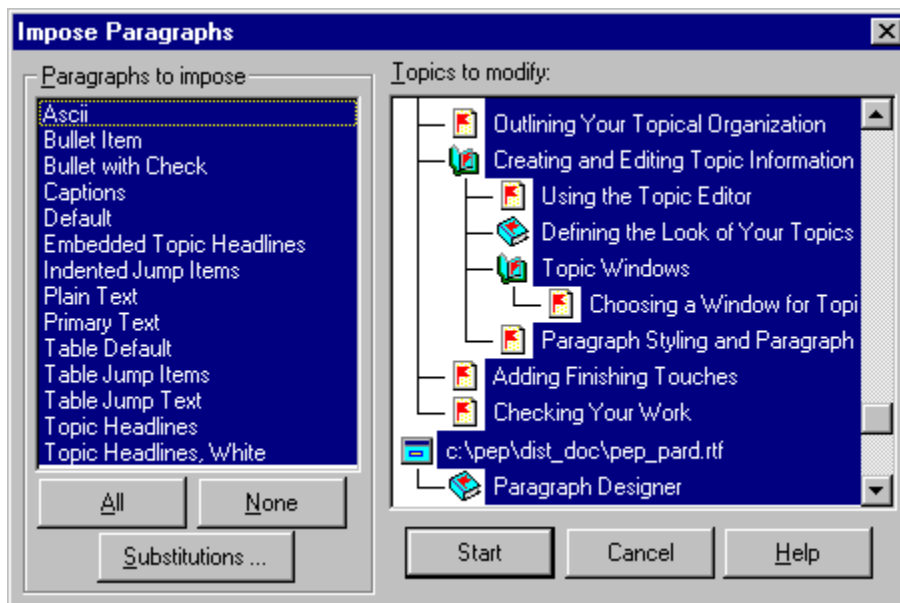 Impose Paragraphs
Paragraphs to impose
Ascii
Bullet Item
Bullet with Check
Captions
Default
Embedded Topic Headlines
Indented Jump Items
Plain Text
Primary Text
Table Default
Table Jump Items
Table Jump Text
Topic Headlines
Topic Headlines, White
All
None
Substitutions ...
Topics to modify:
Outlining Your Topical Organization
Creating and Editing Topic Information
Using the Topic Editor
Defining the Look of Your Topics
Topic Windows
Choosing a Window for Topi
Paragraph Styling and Paragraph
Adding Finishing Touches
Checking Your Work
c:\pep\dist_doc\pep_pard.rtf
Paragraph Designer
Start
Cancel
Help